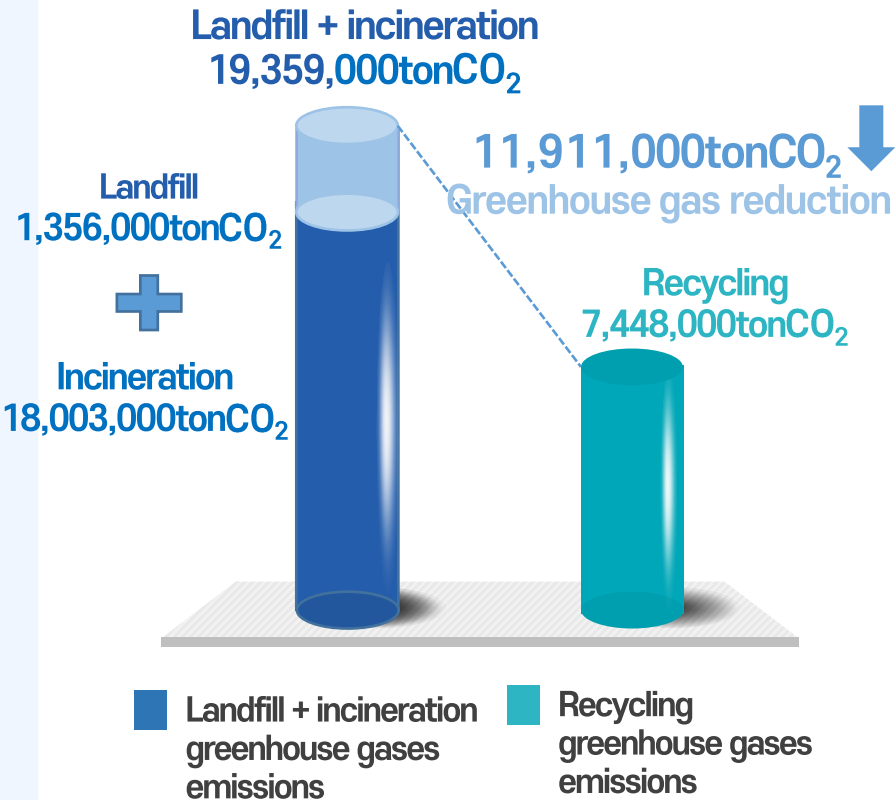 Landfill + incineration
19,359,000tonCO₂
11,911,000tonCO₂
Greenhouse gas reduction
Landfill
1,356,000tonCO₂
Incineration
18,003,000tonCO₂
Recycling
7,448,000tonCO₂
Landfill + incineration
greenhouse gases
emissions
Recycling
greenhouse gases
emissions